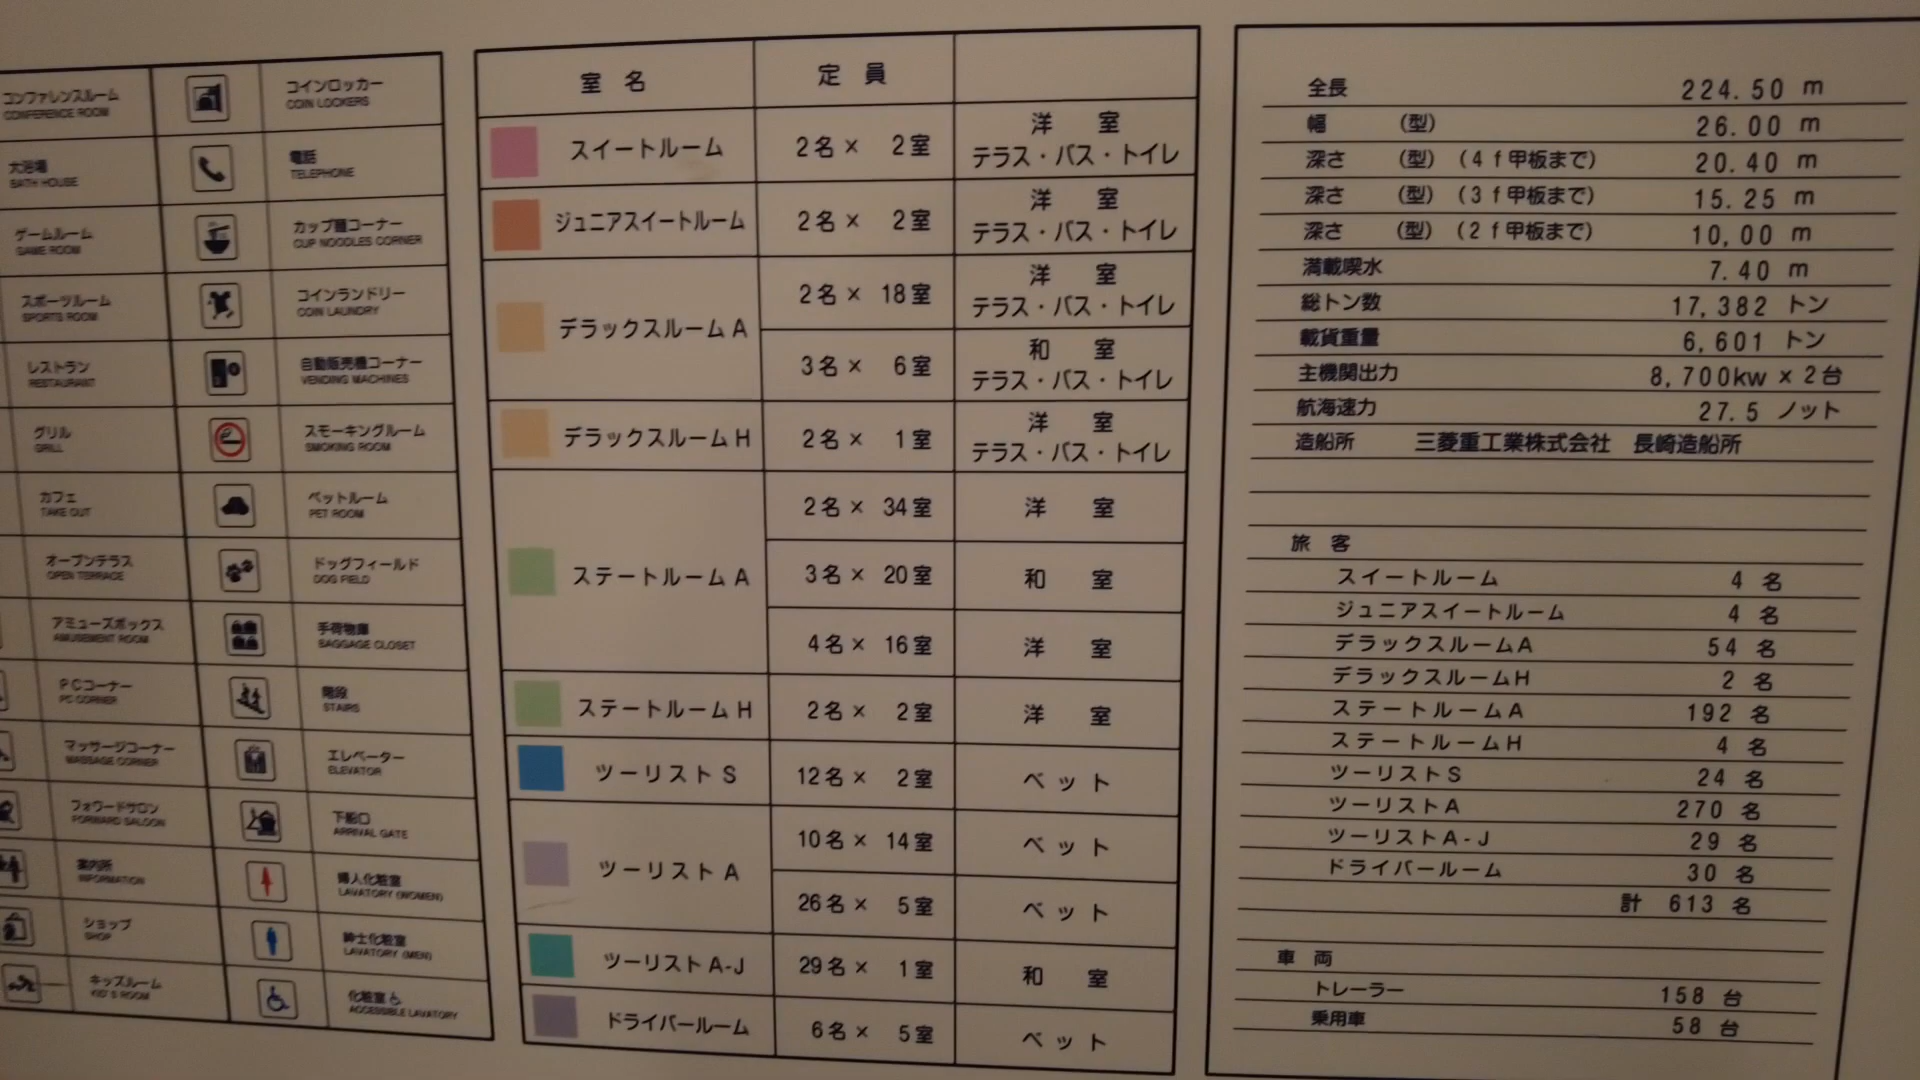 コンファレンスルーム
CONFERENCE ROOM
コインロッカー
COIN LOCKERS
大浴場
BATH HOUSE
電話
TELEPHONE
ゲームルーム
GAME ROOM
カップ麺コーナー
CUP NOODLES CORNER
スポーツルーム
SPORTS ROOM
コインランドリー
COIN LAUNDRY
レストラン
RESTAURANT
自動販売機コーナー
VENDING MACHINES
グリル
GRILL
スモーキングルーム
SMOKING ROOM
カフェ
TAKE OUT
ペットルーム
PET ROOM
オープンテラス
OPEN TERRACE
ドッグフィールド
DOG FIELD
アミューズボックス
AMUSEMENT ROOM
手荷物庫
BAGGAGE CLOSET
PCコーナー
PC CORNER
階段
STAIRS
マッサージコーナー
MASSAGE CORNER
エレベーター
ELEVATOR
フォワードサロン
FORWARD SALOON
下船口
ARRIVAL GATE
案内所
INFORMATION
婦人化粧室
LAVATORY (WOMEN)
ショップ
SHOP
紳士化粧室
LAVATORY (MEN)
キッズルーム
KID'S ROOM
化粧室
ACCESSIBLE LAVATORY
室名 定員
スイートルーム 2名× 2室 洋室
テラス・バス・トイレ
ジュニアスイートルーム 2名× 2室 洋室
テラス・バス・トイレ
デラックスルームA 2名× 18室 洋室
テラス・バス・トイレ
3名× 6室 和室
テラス・バス・トイレ
デラックスルームH 2名× 1室 洋室
テラス・バス・トイレ
ステートルームA 2名× 34室 洋室
3名× 20室 和室
4名× 16室 洋室
ステートルームH 2名× 2室 洋室
ツーリストS 12名× 2室 ベット
ツーリストA 10名× 14室 ベット
26名× 5室 ベット
ツーリストA-J 29名× 1室 和室
ドライバールーム 6名× 5室 ベット
全長 224.50 m
幅 (型) 26.00 m
深さ (型) (4f甲板まで) 20.40 m
深さ (型) (3f甲板まで) 15.25 m
深さ (型) (2f甲板まで) 10,00 m
満載喫水 7.40 m
総トン数 17,382 トン
載貨重量 6,601 トン
主機関出力 8,700kw×2台
航海速力 27.5 ノット
造船所 三菱重工業株式会社 長崎造船所
旅客
スイートルーム 4 名
ジュニアスイートルーム 4 名
デラックスルームA 54 名
デラックスルームH 2 名
ステートルームA 192 名
ステートルームH 4 名
ツーリストS 24 名
ツーリストA 270 名
ツーリストA-J 29 名
ドライバールーム 30 名
計 613 名
車両
トレーラー 158 台
乗用車 58 台